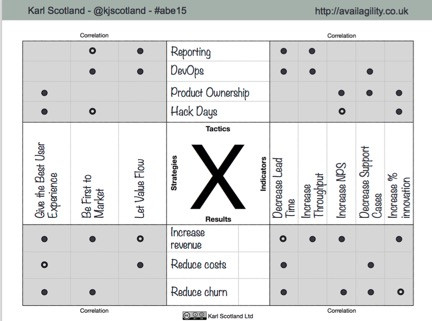 Karl Scotland - @kjscotland - #abe15
http://availagility.co.uk
Correlation
Correlation
Reporting
DevOps
Product Ownership
Hack Days
Give the Best User
Experience
Be First to
Market
Let Value Flow
Tactics
Strategies
X
Indicators
Results
Decrease Lead
Time
Increase
Throughput
Increase NPS
Decrease Support
Cases
Increase %
innovation
Increase
revenue
Reduce costs
Reduce churn
Correlation
Correlation
Karl Scotland Ltd